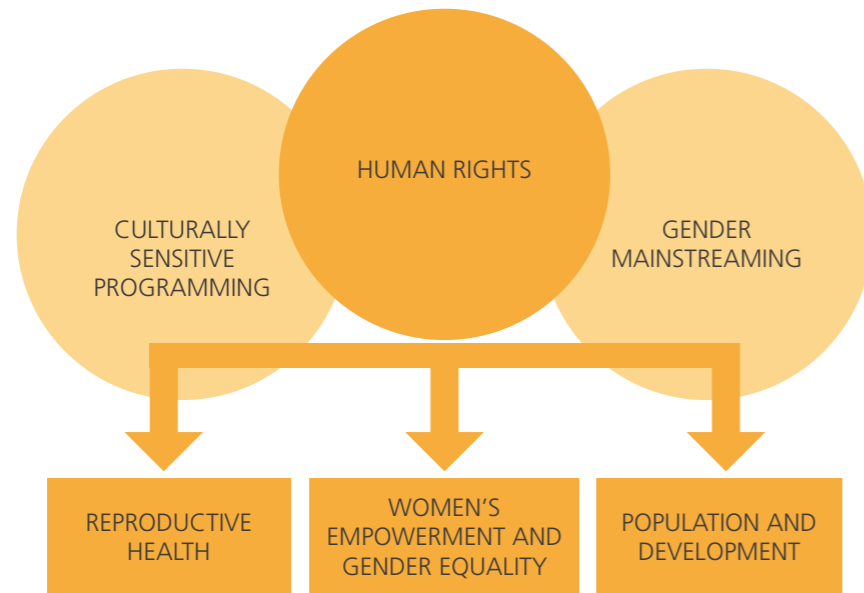 HUMAN RIGHTS
CULTURALLY
SENSITIVE
PROGRAMMING
GENDER
MAINSTREAMING
REPRODUCTIVE
HEALTH
WOMEN’S
EMPOWERMENT AND
GENDER EQUALITY
POPULATION AND
DEVELOPMENT